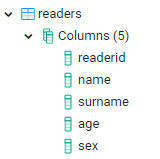 readers
Columns (5)
readerid
name
surname
age
sex